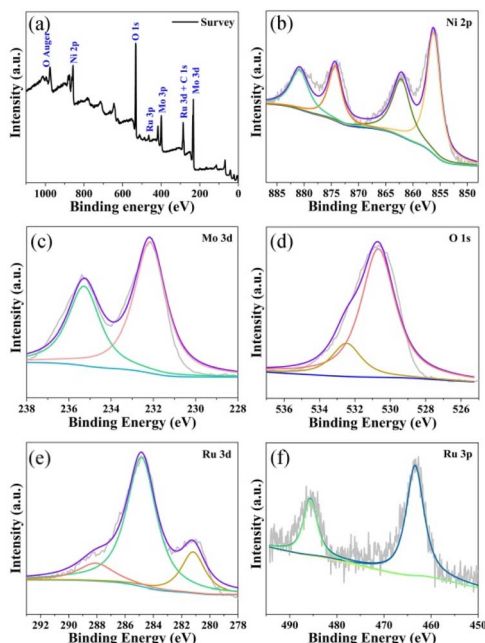 (a)
Survey
O Auger
Ni 2p
O 1s
Ru 3p
Mo 3p
Ru 3d + C 1s
Mo 3d
Intensity (a.u.)
1000 800 600 400 200 0
Binding energy (eV)
(b)
Ni 2p
Intensity (a.u.)
885 880 875 870 865 860 855 850
Binding Energy (eV)
(c)
Mo 3d
Intensity (a.u.)
238 236 234 232 230 228
Binding Energy (eV)
(d)
O 1s
Intensity (a.u.)
536 534 532 530 528 526
Binding Energy (eV)
(e)
Ru 3d
Intensity (a.u.)
292 290 288 286 284 282 280 278
Binding Energy (eV)
(f)
Ru 3p
Intensity (a.u.)
490 480 470 460 450
Binding Energy (eV)